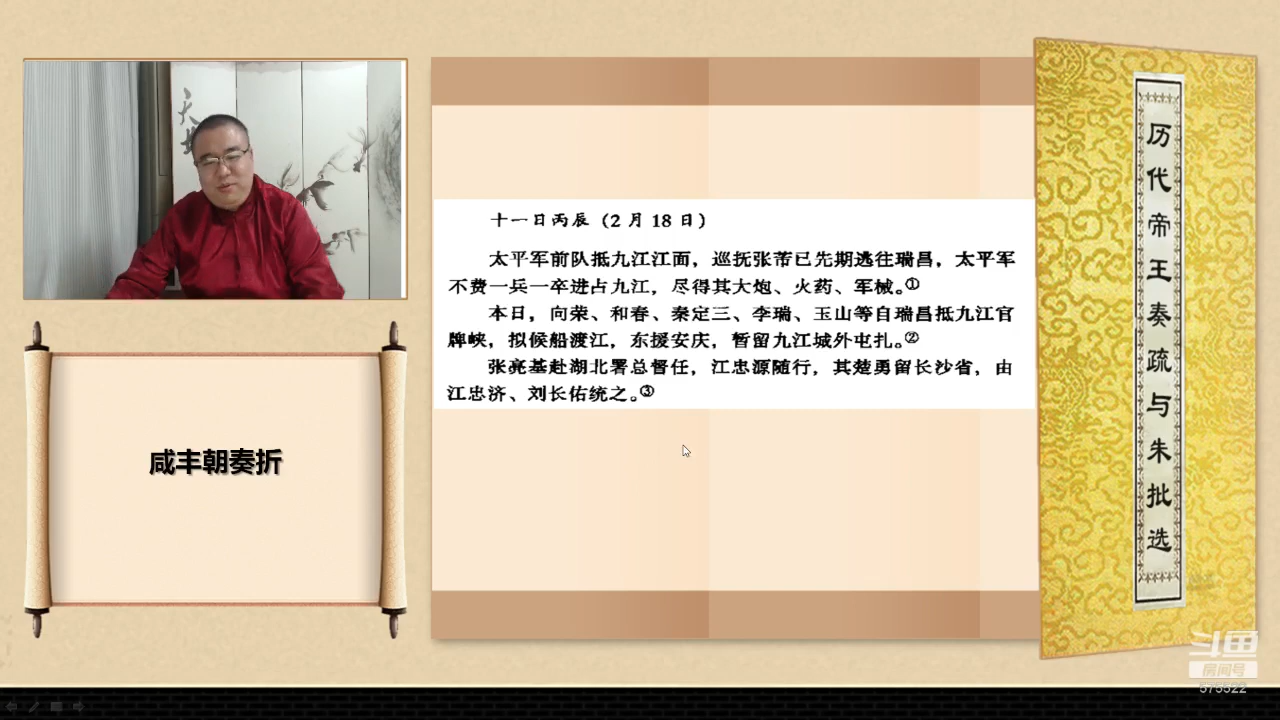 十一日丙辰（2月18日）
太平军前队抵九江江面，巡抚张芾已先期逃往瑞昌，太平军
不费一兵一卒进占九江，尽得其大炮、火药、军械。①
本日，向荣、和春、秦定三、李瑞、玉山等自瑞昌抵九江官
牌峡，拟候船渡江，东援安庆，暂留九江城外屯扎。②
张亮基赴湖北署总督任，江忠源随行，其楚勇留长沙省，由
江忠济、刘长佑统之。③
咸丰朝奏折
历代帝王奏疏与朱批选
斗鱼
房间号
575522